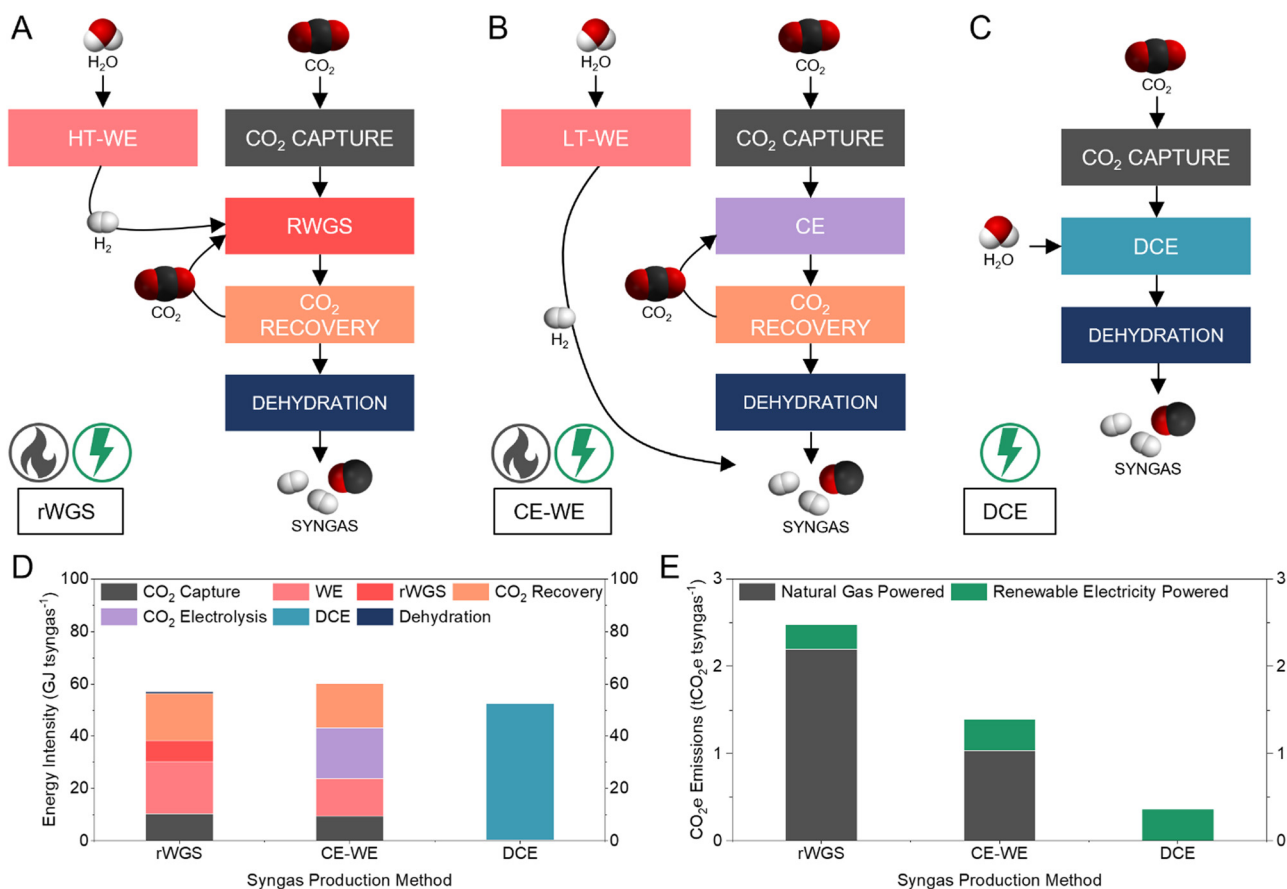 A
H₂O
CO₂
HT-WE
CO₂ CAPTURE
RWGS
H₂
CO₂
CO₂
RECOVERY
DEHYDRATION
rWGS
SYNGAS
B
H₂O
CO₂
LT-WE
CO₂ CAPTURE
CE
CO₂
H₂
CO₂
RECOVERY
DEHYDRATION
CE-WE
SYNGAS
C
CO₂
CO₂ CAPTURE
H₂O
DCE
DEHYDRATION
SYNGAS
DCE
D
Energy Intensity (GJ tsyngas⁻¹)
100
80
60
40
20
0
CO₂ Capture
WE
rWGS
CO₂ Recovery
CO₂ Electrolysis
DCE
Dehydration
100
80
60
40
20
0
rWGS
CE-WE
DCE
Syngas Production Method
E
CO₂e Emissions (tCO₂e tsyngas⁻¹)
3
2
1
0
Natural Gas Powered
Renewable Electricity Powered
3
2
1
0
rWGS
CE-WE
DCE
Syngas Production Method